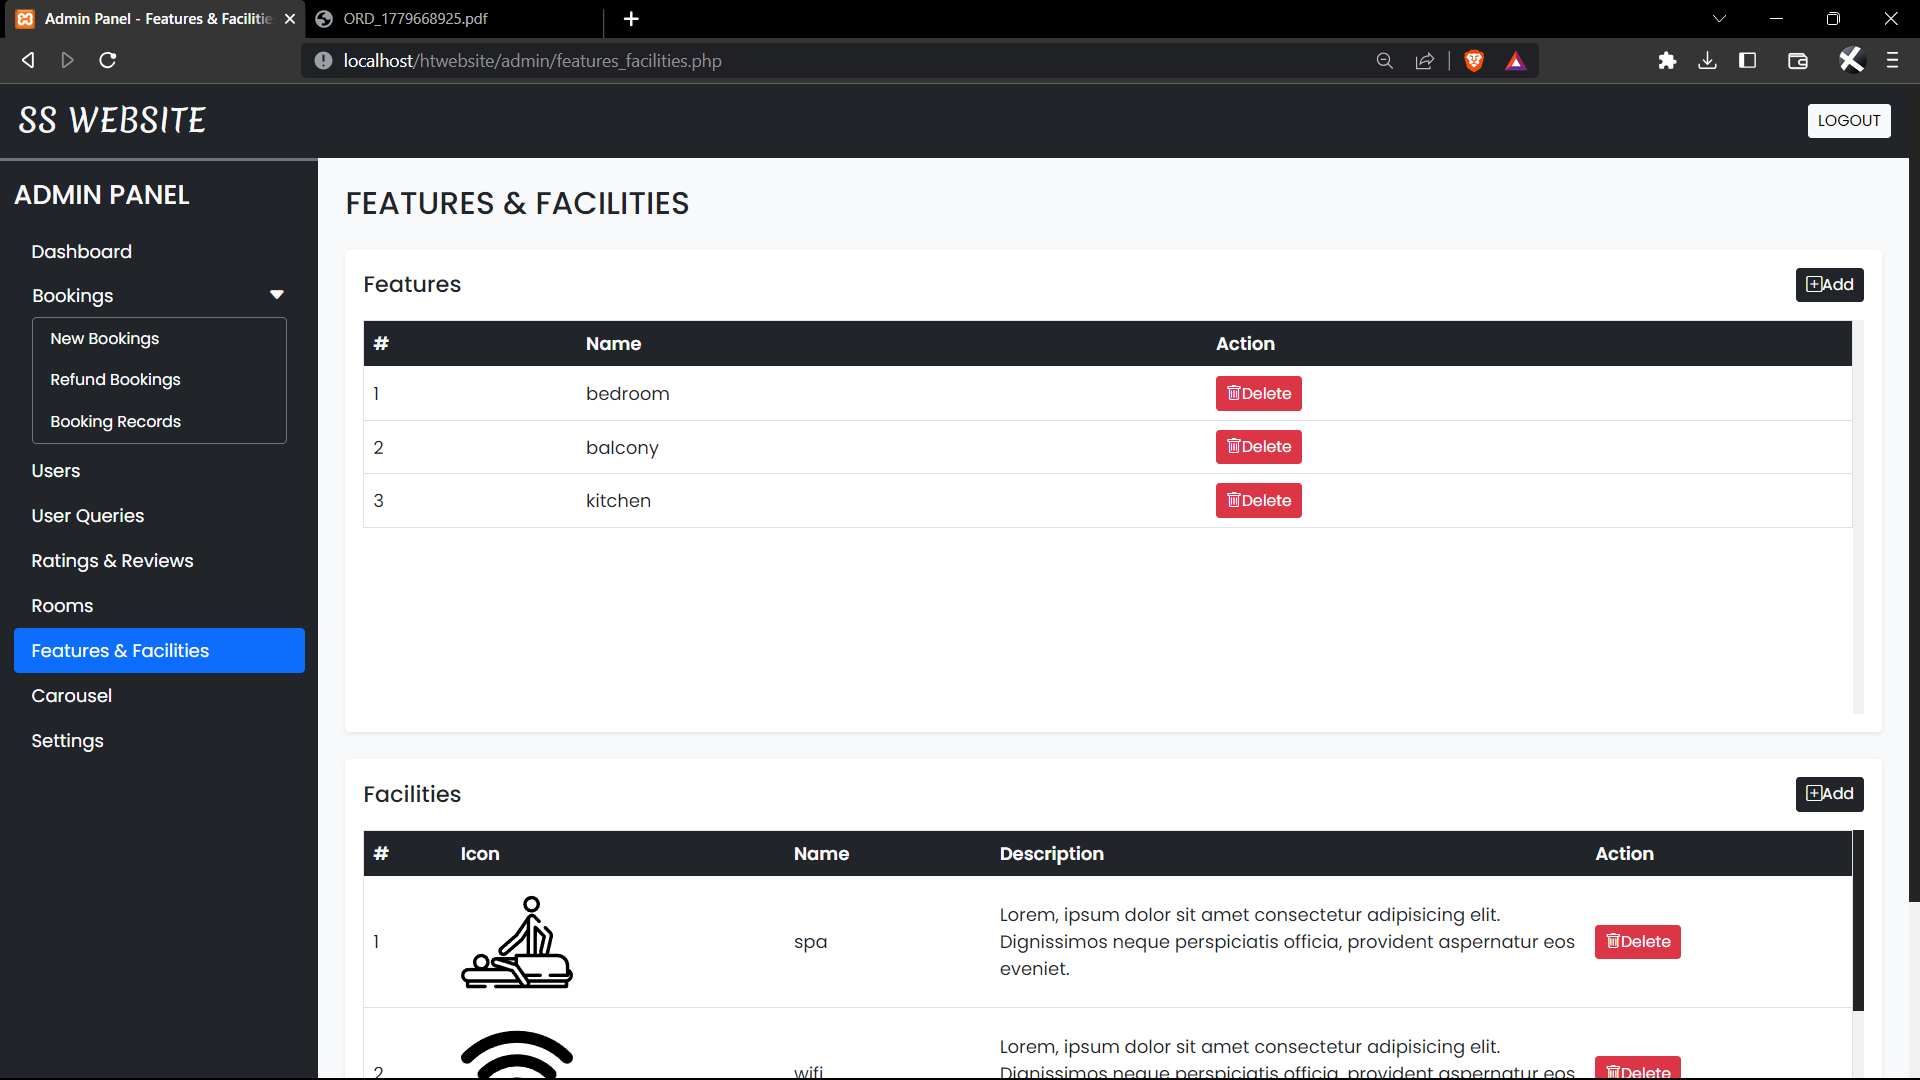 Admin Panel - Features & Facilitie
ORD_1779668925.pdf
localhost/htwebsite/admin/features_facilities.php
SS WEBSITE
LOGOUT
ADMIN PANEL
Dashboard
Bookings
New Bookings
Refund Bookings
Booking Records
Users
User Queries
Ratings & Reviews
Rooms
Features & Facilities
Carousel
Settings
FEATURES & FACILITIES
Features
Add
# Name Action
1 bedroom Delete
2 balcony Delete
3 kitchen Delete
Facilities
Add
# Icon Name Description Action
Lorem, ipsum dolor sit amet consectetur adipisicing elit.
1 spa Dignissimos neque perspiciatis officia, provident aspernatur eos Delete
eveniet.
Lorem, ipsum dolor sit amet consectetur adipisicing elit.
2 wifi Dignissimos neque perspiciatis officia, provident aspernatur eos Delete